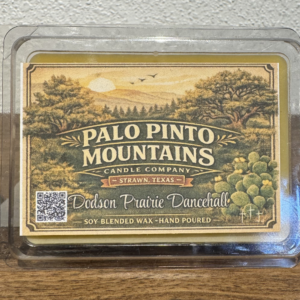 PALO PINTO
MOUNTAINS
CANDLE COMPANY
STRAWN, TEXAS
Dodson Prairie Dancehall
SOY-BLENDED WAX - HAND POURED